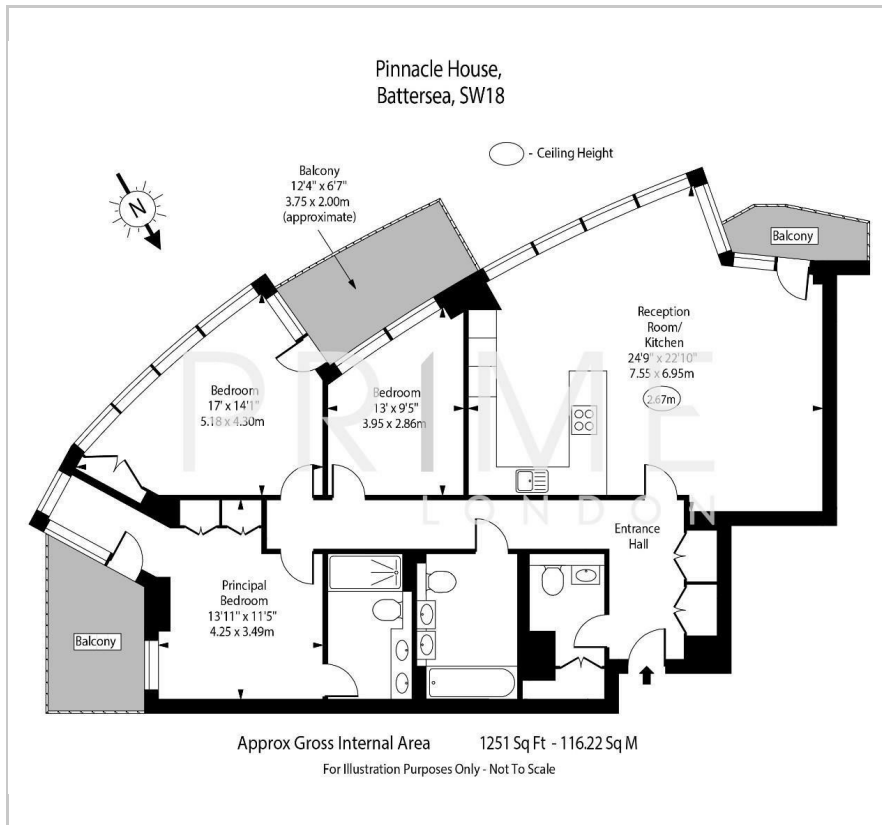 Pinnacle House,
Battersea, SW18
- Ceiling Height
Balcony
12'4" x 6'7"
3.75 x 2.00m
(approximate)
N
Balcony
Reception
Room/
Kitchen
24'9" x 22'10"
7.55 x 6.95m
2.67m
Bedroom
17' x 14'1"
5.18 x 4.30m
Bedroom
13' x 9'5"
3.95 x 2.86m
PRIME
LONDON
Entrance
Hall
Principal
Bedroom
13'11" x 11'5"
4.25 x 3.49m
Balcony
Approx Gross Internal Area 1251 Sq Ft - 116.22 Sq M
For Illustration Purposes Only - Not To Scale